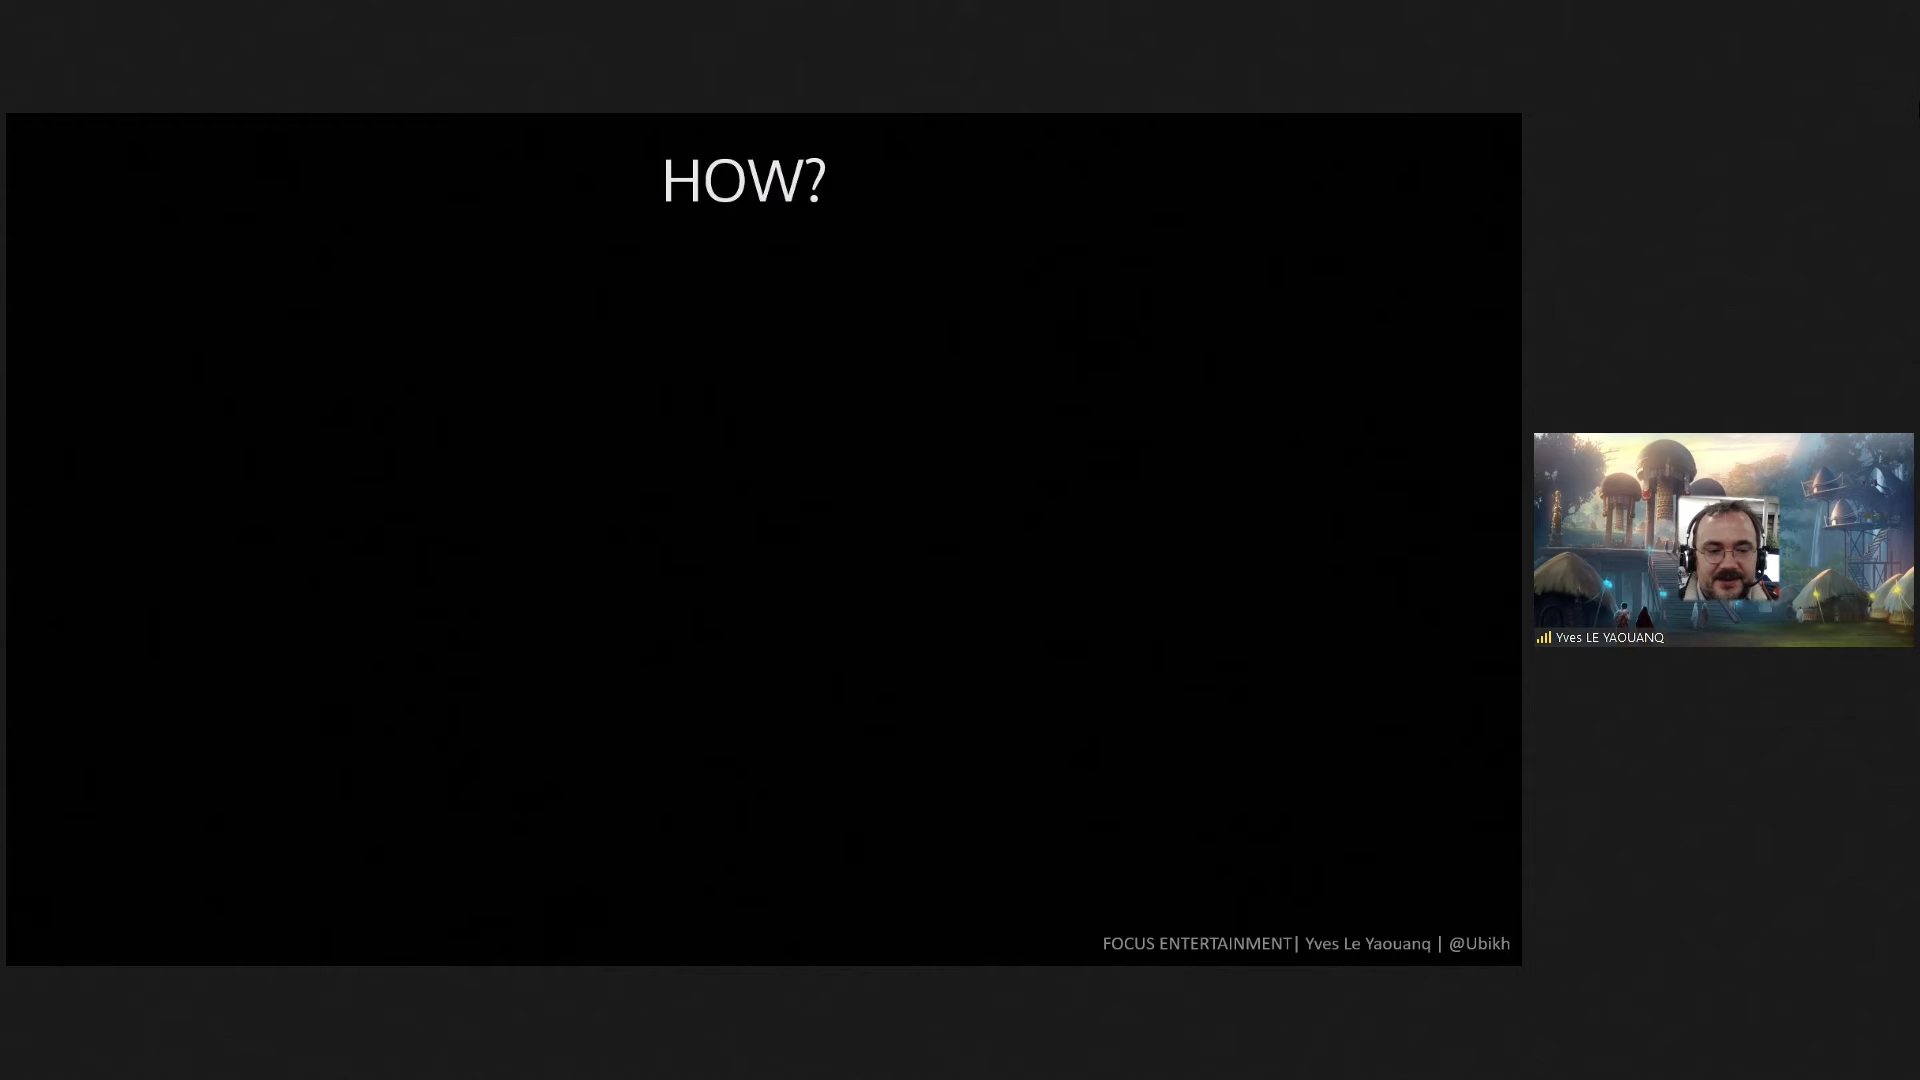 HOW?
Yves LE YAOUANQ
FOCUS ENTERTAINMENT| Yves Le Yaouanq | @Ubikh